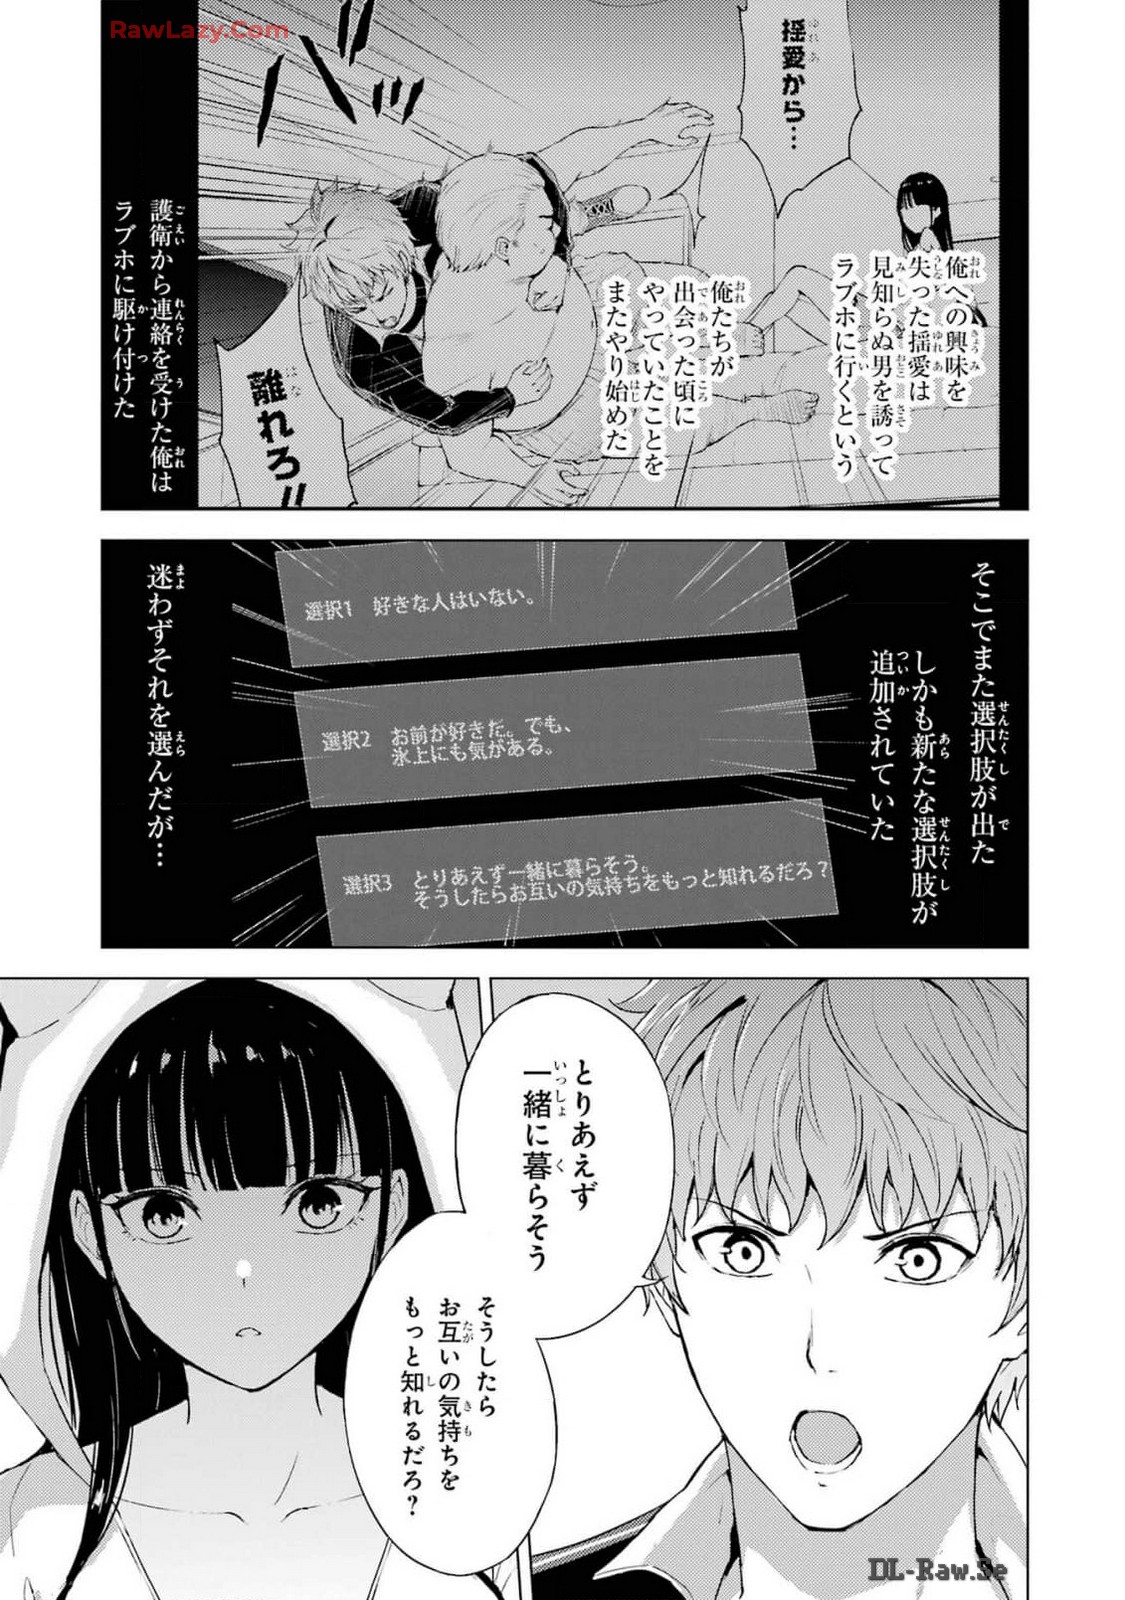 RawLazy.Com
揺愛から…
俺への興味を
失った揺愛は
見知らぬ男を誘って
ラブホに行くという
俺たちが
出会った頃に
やっていたことを
またやり始めた
バッ
離れろ!!
護衛から連絡を受けた俺は
ラブホに駆け付けた
そこでまた選択肢が出た
しかも新たな選択肢が
追加されていた
選択1 好きな人はいない。
選択2 お前が好きだ。でも、
氷上にも気がある。
選択3 とりあえず一緒に暮らそう。
そうしたらお互いの気持ちをもっと知れるだろ?
迷わずそれを選んだが…
とりあえず
一緒に暮らそう
そうしたら
お互いの気持ちを
もっと知れるだろ?
DL-Raw.Se